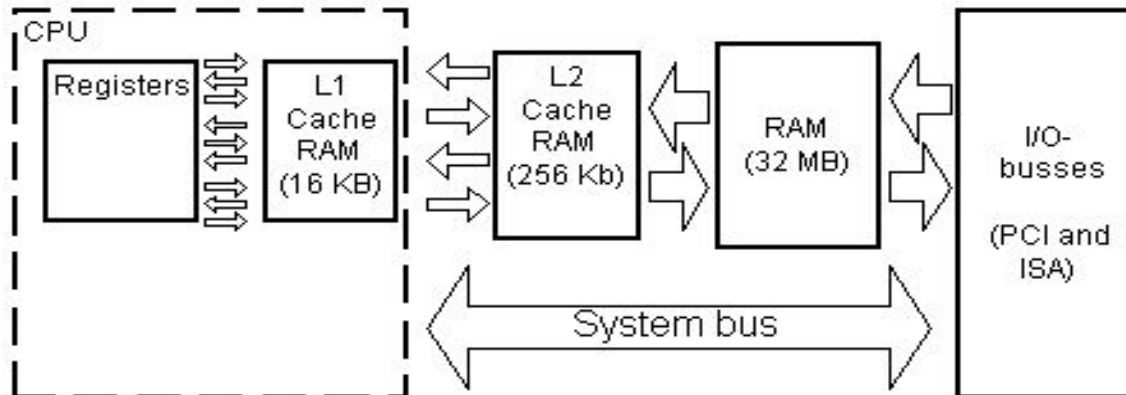 CPU
Registers
L1
Cache
RAM
(16 KB)
L2
Cache
RAM
(256 Kb)
RAM
(32 MB)
I/O-
busses
(PCI and
ISA)
System bus